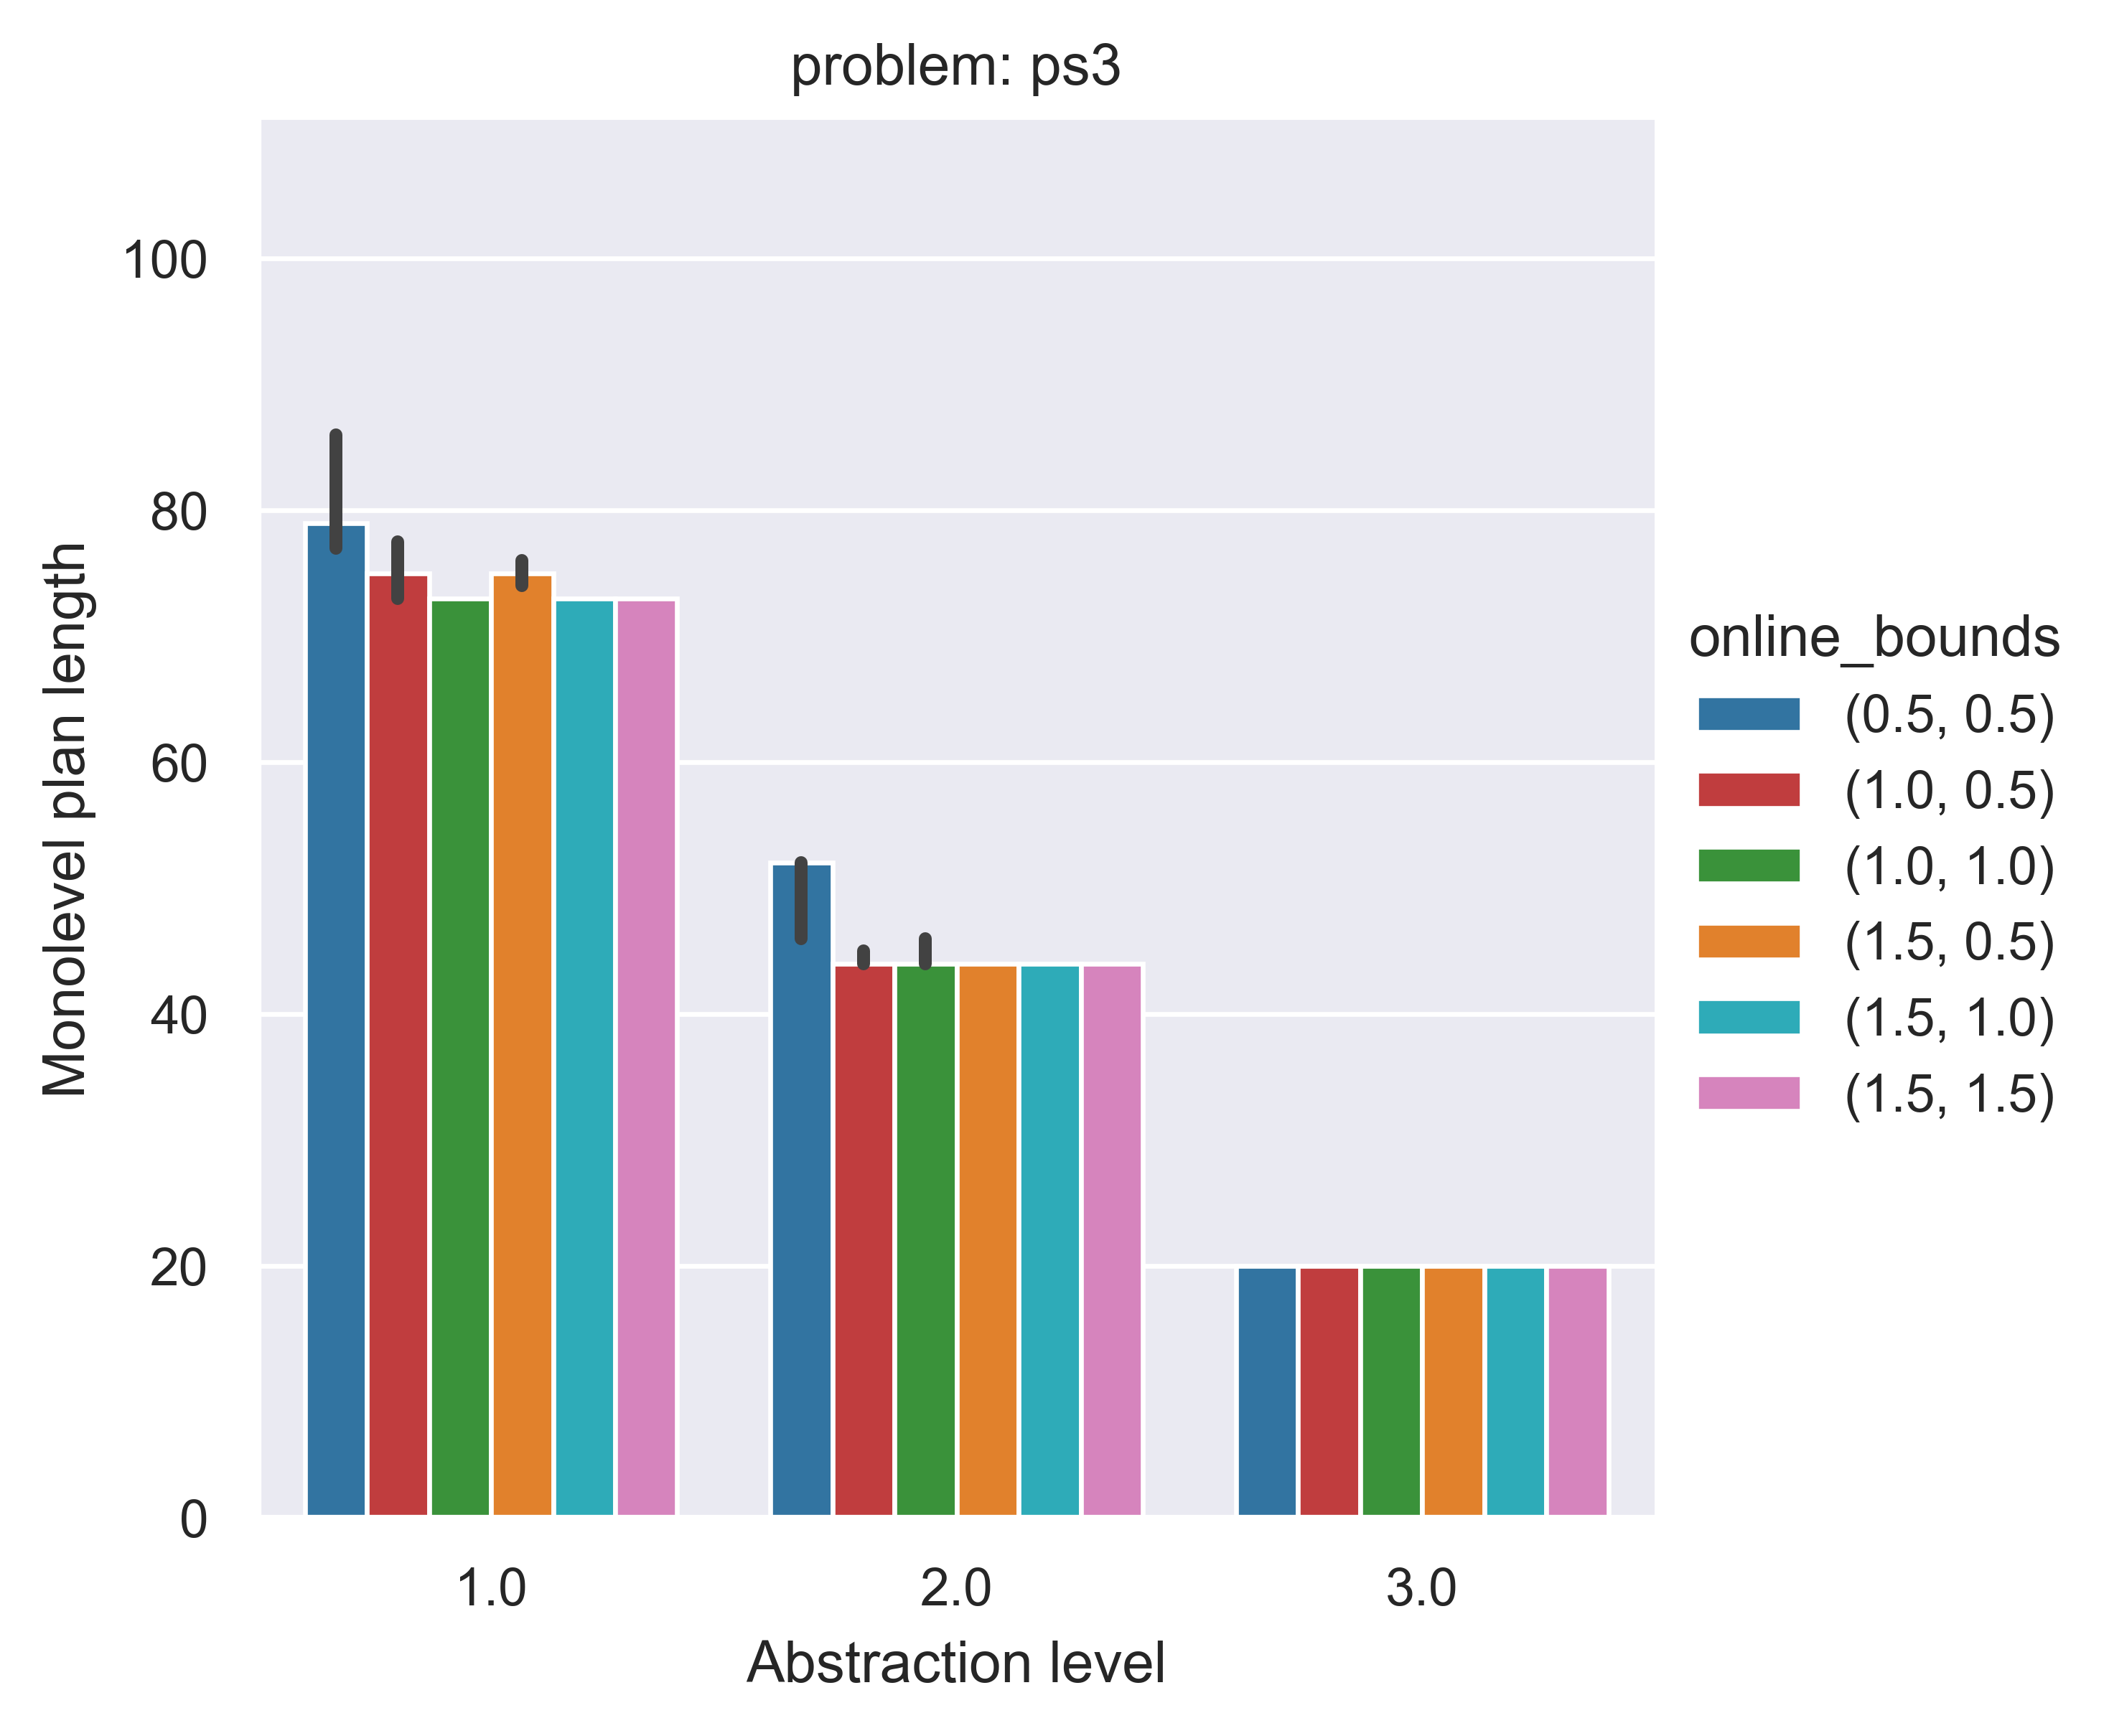 problem: ps3
100
80
60
40
20
0
Monolevel plan length
1.0 2.0 3.0
Abstraction level
online_bounds
(0.5, 0.5)
(1.0, 0.5)
(1.0, 1.0)
(1.5, 0.5)
(1.5, 1.0)
(1.5, 1.5)